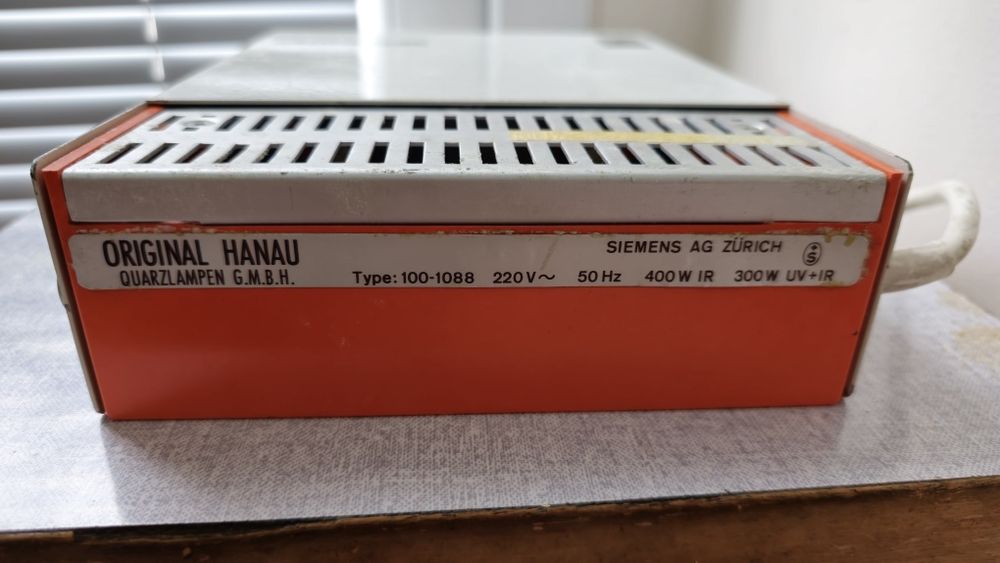 ORIGINAL HANAU
QUARZLAMPEN G.M.B.H.
SIEMENS AG ZÜRICH
Type: 100-1088 220V~ 50Hz 400W IR 300W UV+IR